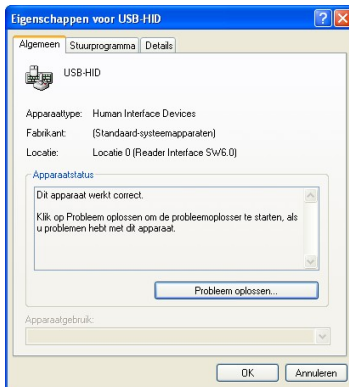 Eigenschappen voor USB-HID
Algemeen Stuurprogramma Details
USB-HID
Apparaattype: Human Interface Devices
Fabrikant: (Standaard-systeemapparaten)
Locatie: Locatie 0 (Reader Interface SW6.0)
Apparaatstatus
Dit apparaat werkt correct.
Klik op Probleem oplossen om de probleemoplosser te starten, als
u problemen hebt met dit apparaat.
Probleem oplossen...
Apparaatgebruik:
OK Annuleren